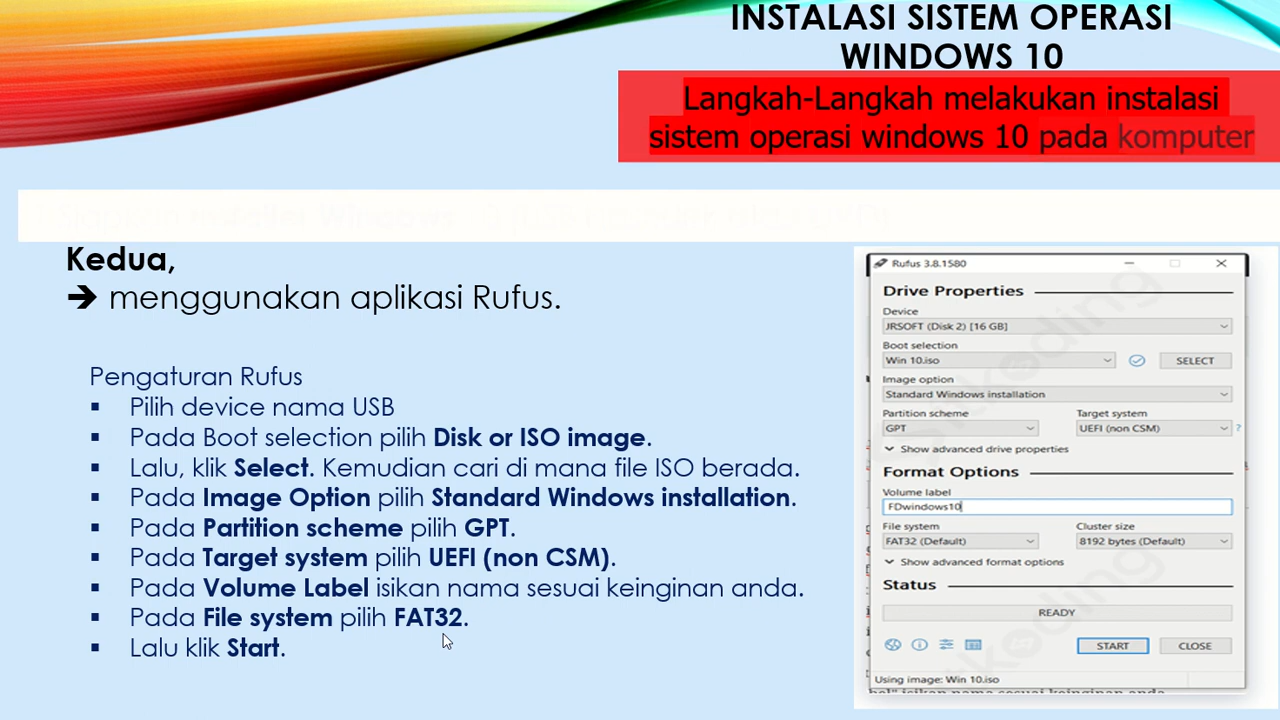 INSTALASI SISTEM OPERASI
WINDOWS 10
Langkah-Langkah melakukan instalasi
sistem operasi windows 10 pada komputer
Kedua,
➔ menggunakan aplikasi Rufus.
Pengaturan Rufus
▪ Pilih device nama USB
▪ Pada Boot selection pilih Disk or ISO image.
▪ Lalu, klik Select. Kemudian cari di mana file ISO berada.
▪ Pada Image Option pilih Standard Windows installation.
▪ Pada Partition scheme pilih GPT.
▪ Pada Target system pilih UEFI (non CSM).
▪ Pada Volume Label isikan nama sesuai keinginan anda.
▪ Pada File system pilih FAT32.
▪ Lalu klik Start.
Rufus 3.8.1580
Drive Properties
Device
JRSOFT (Disk 2) [16 GB]
Boot selection
Win 10.iso SELECT
Image option
Standard Windows installation
Partition scheme Target system
GPT UEFI (non CSM) ?
Show advanced drive properties
Format Options
Volume label
FDwindows10
File system Cluster size
FAT32 (Default) 8192 bytes (Default)
Show advanced format options
Status
READY
START CLOSE
Using image: Win 10.iso
isikan nama sesuai keinginan anda